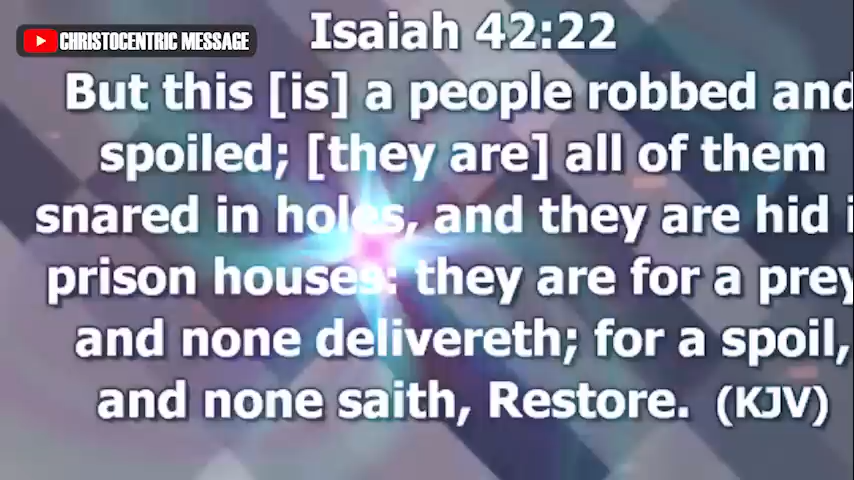 CHRISTOCENTRIC MESSAGE
Isaiah 42:22
But this [is] a people robbed and
spoiled; [they are] all of them
snared in holes, and they are hid i
prison houses: they are for a prey
and none delivereth; for a spoil,
and none saith, Restore. (KJV)